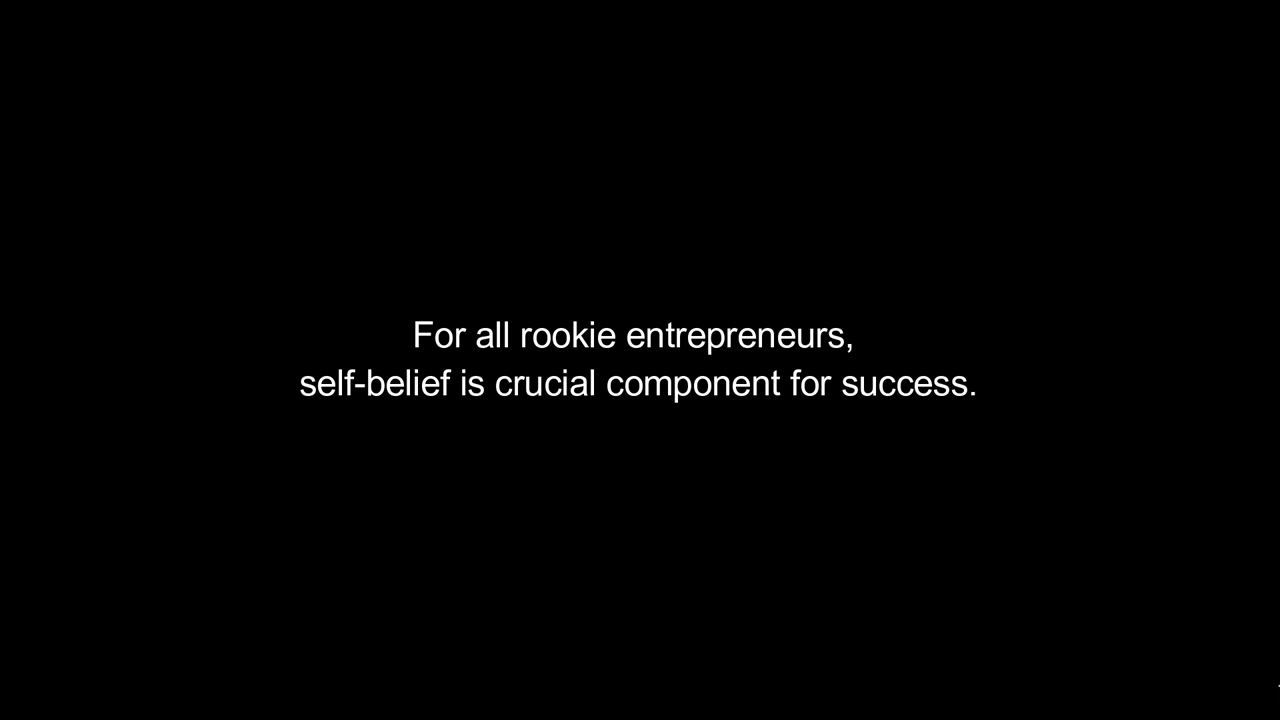 For all rookie entrepreneurs,
self-belief is crucial component for success.